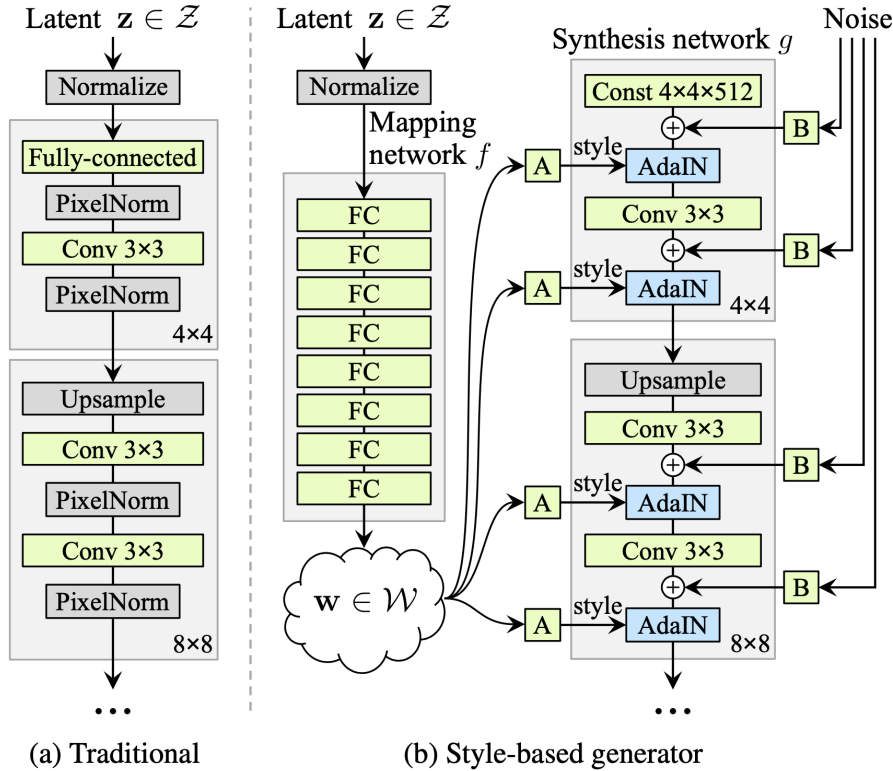 Latent z ∈ 𝒵
Normalize
Fully-connected
PixelNorm
Conv 3×3
PixelNorm
4×4
Upsample
Conv 3×3
PixelNorm
Conv 3×3
PixelNorm
8×8
...
(a) Traditional
Latent z ∈ 𝒵
Normalize
Mapping
network f
FC
FC
FC
FC
FC
FC
FC
FC
w ∈ 𝒲
Noise
Synthesis network g
Const 4×4×512
+
B
A
style
AdaIN
Conv 3×3
+
B
A
style
AdaIN
4×4
Upsample
Conv 3×3
+
B
A
style
AdaIN
Conv 3×3
+
B
A
style
AdaIN
8×8
...
(b) Style-based generator